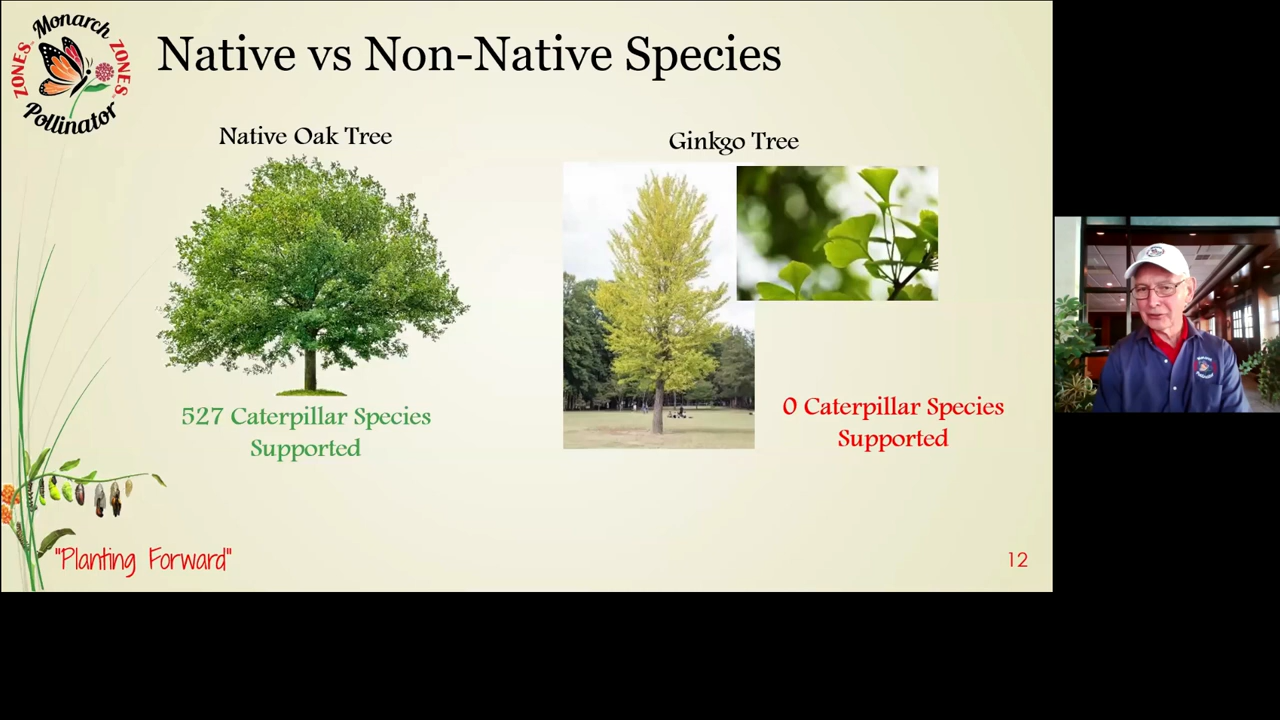 Monarch
ZONES
ZONES
Pollinator
Native vs Non-Native Species
Native Oak Tree
Ginkgo Tree
527 Caterpillar Species
Supported
0 Caterpillar Species
Supported
"Planting Forward"
12